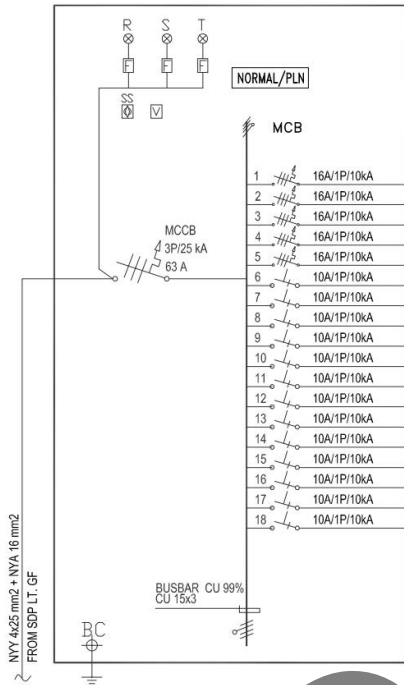 R S T
F F F
NORMAL/PLN
SS
V
MCB
MCCB
3P/25 kA
63 A
1 16A/1P/10kA
2 16A/1P/10kA
3 16A/1P/10kA
4 16A/1P/10kA
5 16A/1P/10kA
6 10A/1P/10kA
7 10A/1P/10kA
8 10A/1P/10kA
9 10A/1P/10kA
10 10A/1P/10kA
11 10A/1P/10kA
12 10A/1P/10kA
13 10A/1P/10kA
14 10A/1P/10kA
15 10A/1P/10kA
16 10A/1P/10kA
17 10A/1P/10kA
18 10A/1P/10kA
BUSBAR CU 99%
CU 15x3
BC
NYY 4x25 mm2 + NYA 16 mm2
FROM SDP LT. GF